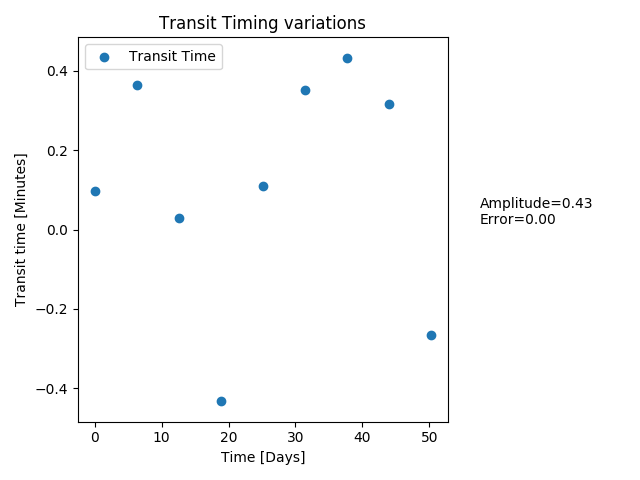 Transit Timing variations
Transit Time
Transit time [Minutes]
0.4
0.2
0.0
−0.2
−0.4
0 10 20 30 40 50
Time [Days]
Amplitude=0.43
Error=0.00